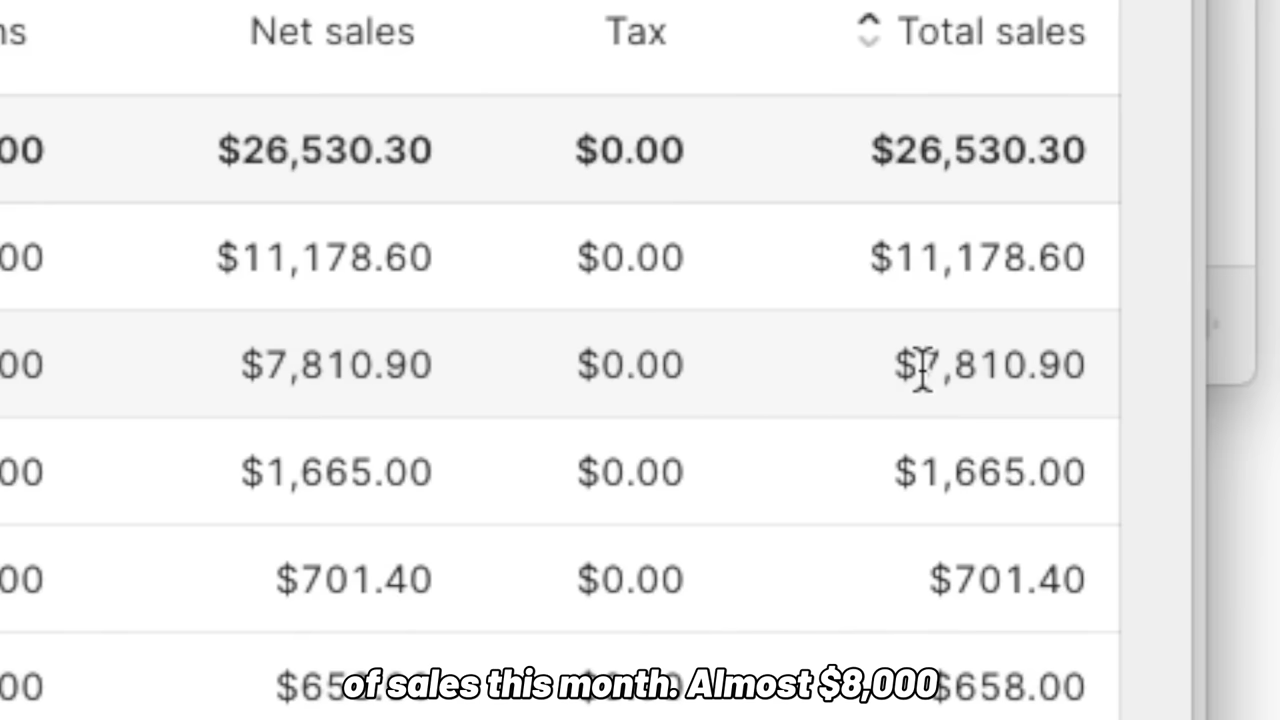 Net sales Tax Total sales
$26,530.30 $0.00 $26,530.30
00 $11,178.60 $0.00 $11,178.60
00 $7,810.90 $0.00 $7,810.90
00 $1,665.00 $0.00 $1,665.00
00 $701.40 $0.00 $701.40
00 $658.00
of sales this month. Almost $8,000